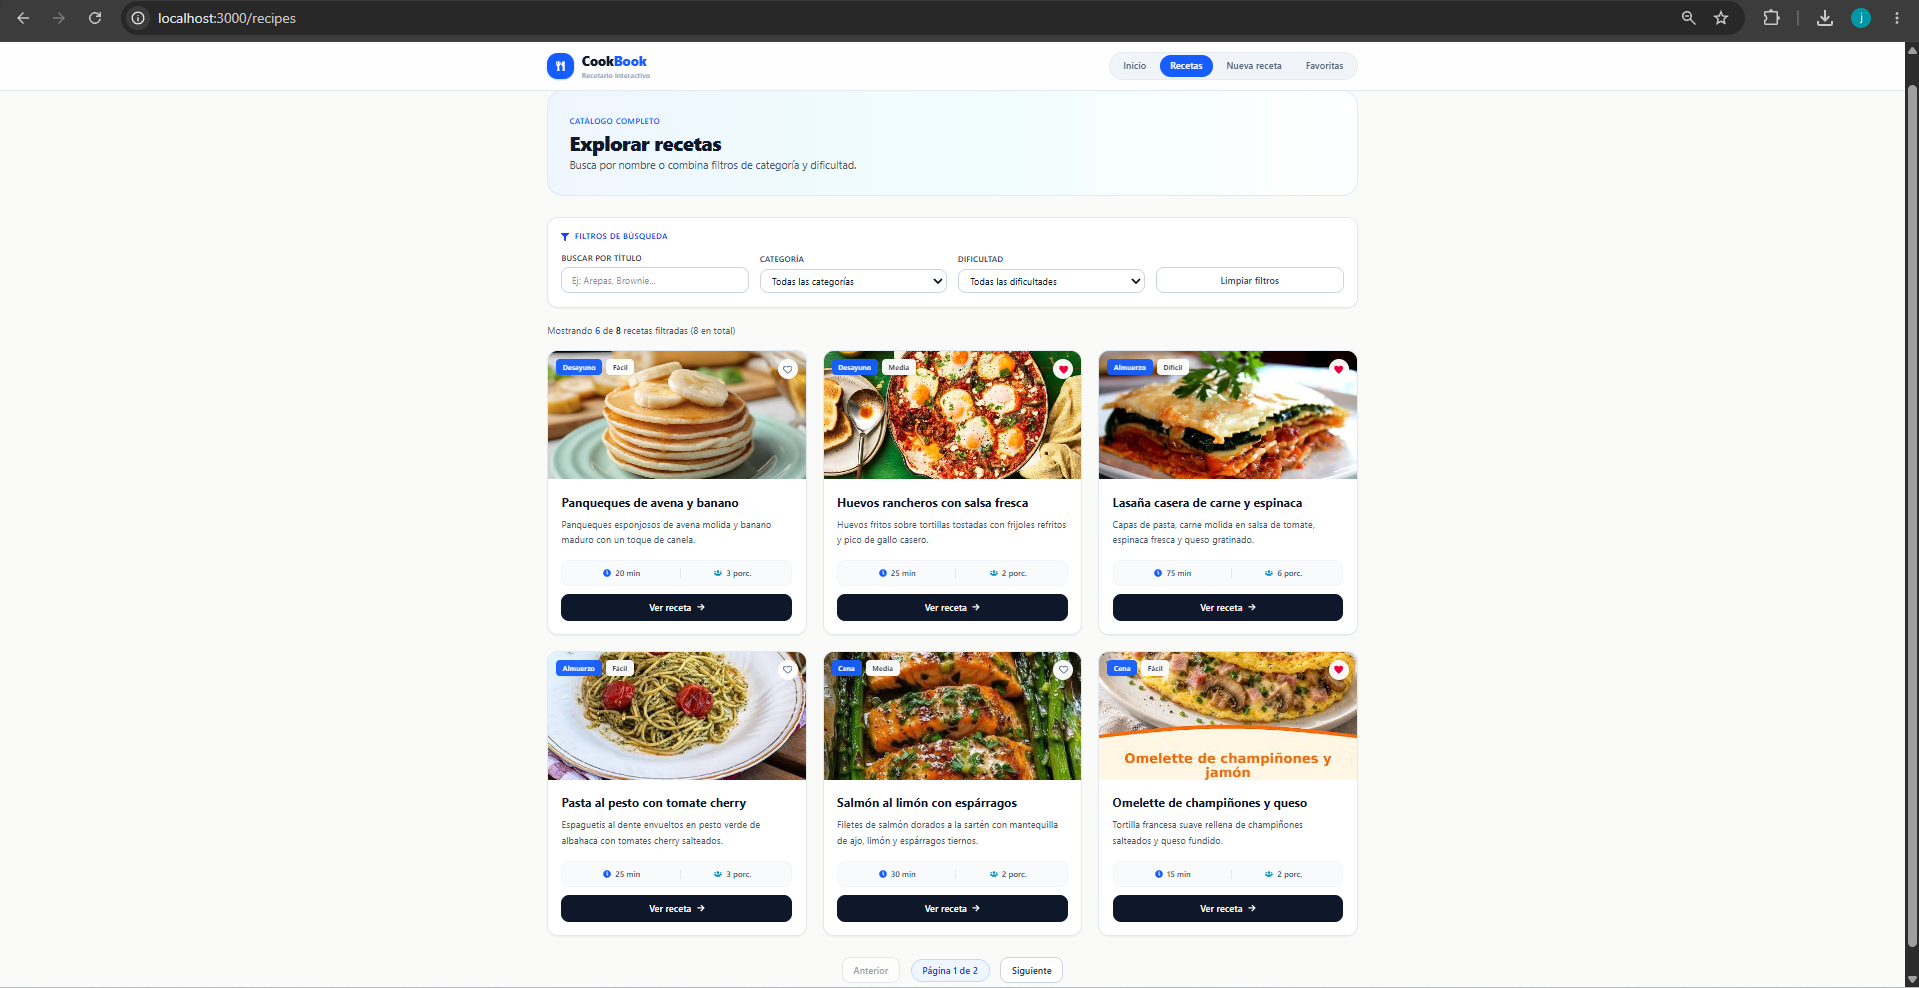 localhost:3000/recipes
j
CookBook
Recetario interactivo
Inicio
Recetas
Nueva receta
Favoritas
CATÁLOGO COMPLETO
Explorar recetas
Busca por nombre o combina filtros de categoría y dificultad.
FILTROS DE BÚSQUEDA
BUSCAR POR TÍTULO
CATEGORÍA
DIFICULTAD
Ej: Arepas, Brownie...
Todas las categorías
Todas las dificultades
Limpiar filtros
Mostrando 6 de 8 recetas filtradas (8 en total)
Desayuno
Fácil
Panqueques de avena y banano
Panqueques esponjosos de avena molida y banano
maduro con un toque de canela.
20 min
3 porc.
Ver receta →
Desayuno
Media
Huevos rancheros con salsa fresca
Huevos fritos sobre tortillas tostadas con frijoles refritos
y pico de gallo casero.
25 min
2 porc.
Ver receta →
Almuerzo
Difícil
Lasaña casera de carne y espinaca
Capas de pasta, carne molida en salsa de tomate,
espinaca fresca y queso gratinado.
75 min
6 porc.
Ver receta →
Almuerzo
Fácil
Pasta al pesto con tomate cherry
Espaguetis al dente envueltos en pesto verde de
albahaca con tomates cherry salteados.
25 min
3 porc.
Ver receta →
Cena
Media
Salmón al limón con espárragos
Filetes de salmón dorados a la sartén con mantequilla
de ajo, limón y espárragos tiernos.
30 min
2 porc.
Ver receta →
Cena
Fácil
Omelette de champiñones y
jamón
Omelette de champiñones y queso
Tortilla francesa suave rellena de champiñones
salteados y queso fundido.
15 min
2 porc.
Ver receta →
Anterior
Página 1 de 2
Siguiente